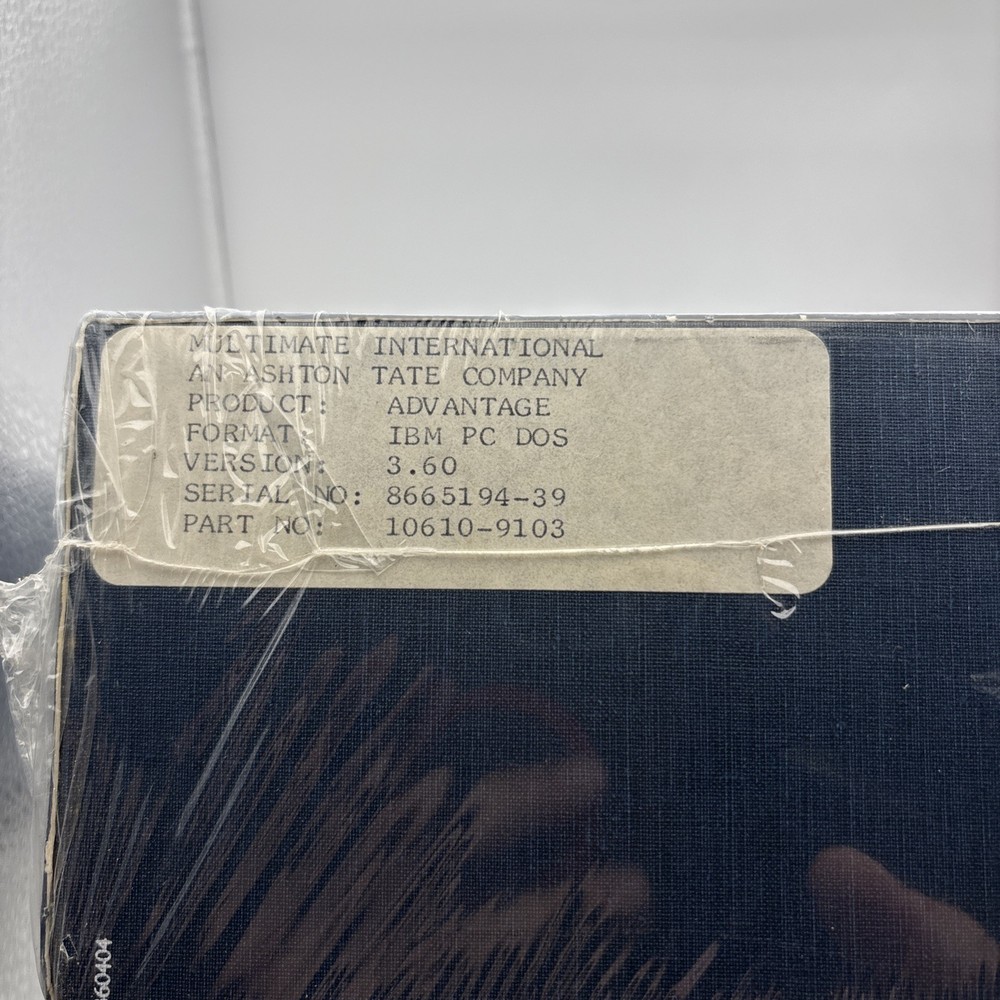 MULTIMATE INTERNATIONAL
AN ASHTON TATE COMPANY
PRODUCT: ADVANTAGE
FORMAT: IBM PC DOS
VERSION: 3.60
SERIAL NO: 8665194-39
PART NO: 10610-9103
60404